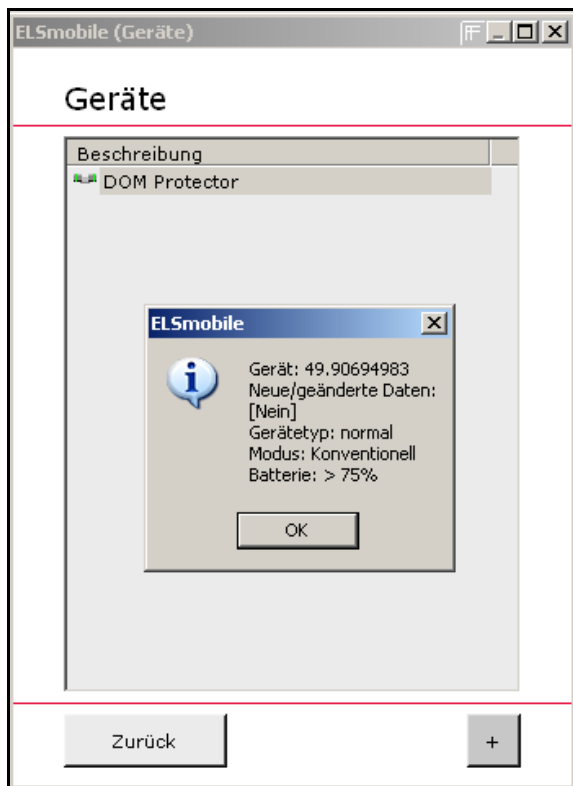 ELSmobile (Geräte)
Geräte
Beschreibung
DOM Protector
ELSmobile
Gerät: 49.90694983
Neue/geänderte Daten:
[Nein]
Gerätetyp: normal
Modus: Konventionell
Batterie: > 75%
OK
Zurück
+